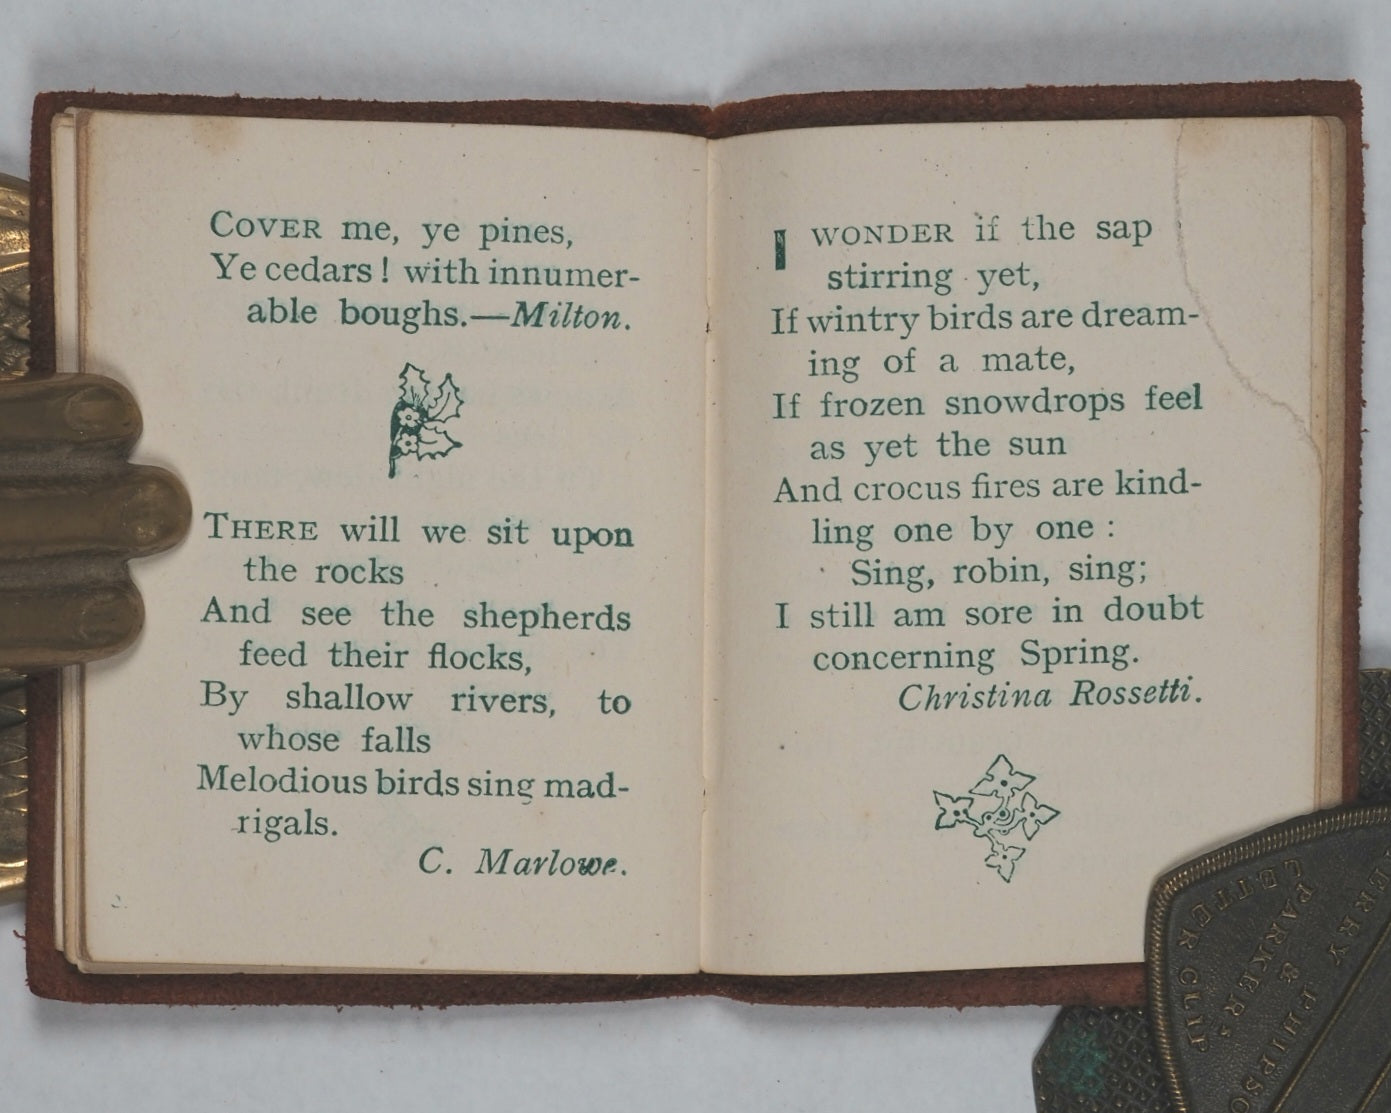 COVER me, ye pines,
Ye cedars! with innumer-
able boughs.—Milton.
THERE will we sit upon
the rocks
And see the shepherds
feed their flocks,
By shallow rivers, to
whose falls
Melodious birds sing mad-
rigals.
C. Marlowe.
I WONDER if the sap
stirring yet,
If wintry birds are dream-
ing of a mate,
If frozen snowdrops feel
as yet the sun
And crocus fires are kind-
ling one by one :
Sing, robin, sing;
I still am sore in doubt
concerning Spring.
Christina Rossetti.
PARKERS
LETTER CLIP